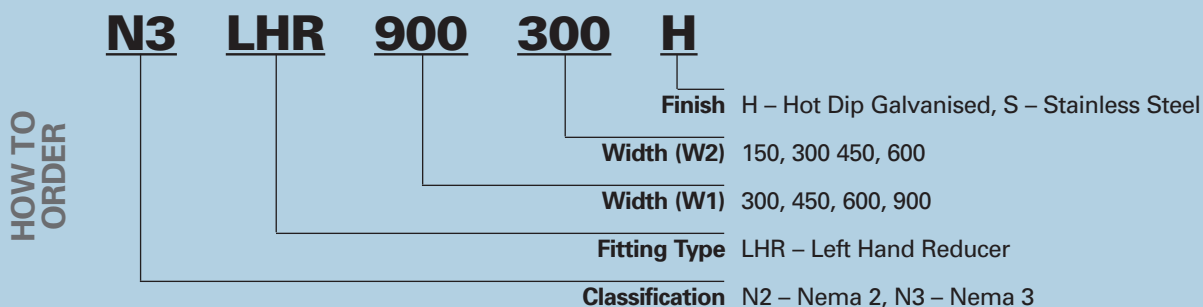 N3 LHR 900 300 H
HOW TO
ORDER
Finish H – Hot Dip Galvanised, S – Stainless Steel
Width (W2) 150, 300 450, 600
Width (W1) 300, 450, 600, 900
Fitting Type LHR – Left Hand Reducer
Classification N2 – Nema 2, N3 – Nema 3